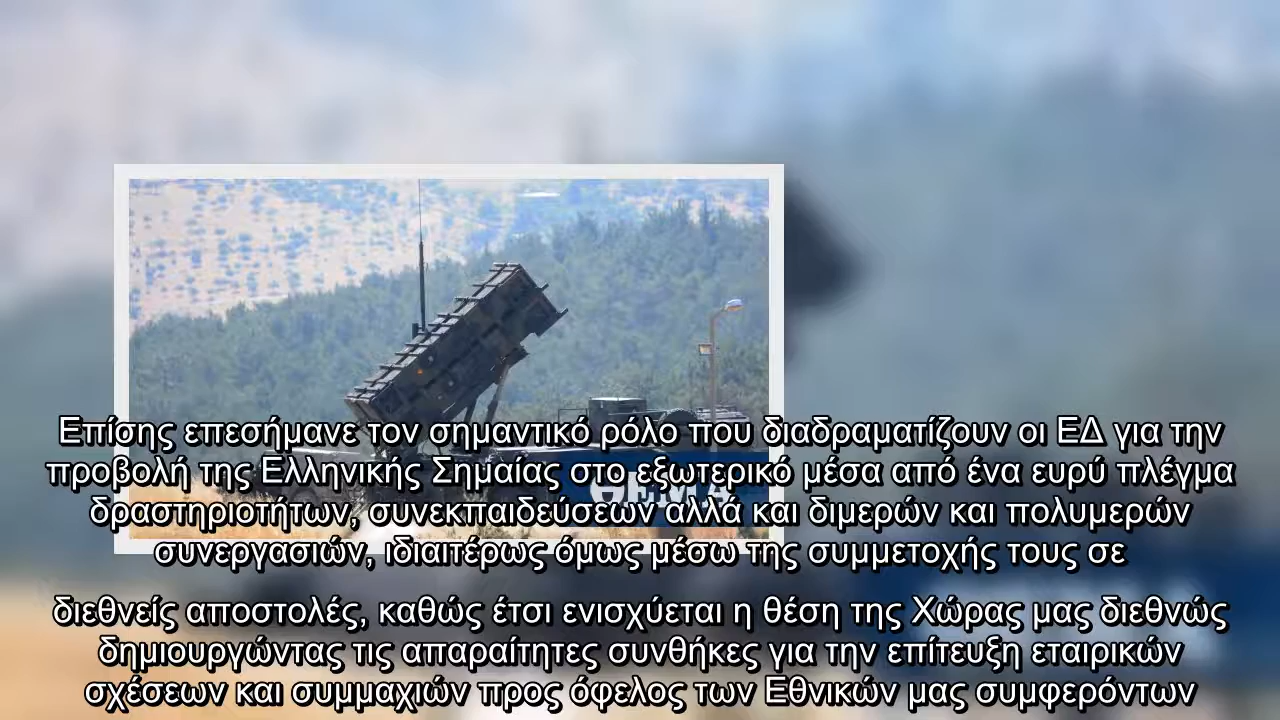 Επίσης επεσήμανε τον σημαντικό ρόλο που διαδραματίζουν οι ΕΔ για την
προβολή της Ελληνικής Σημαίας στο εξωτερικό μέσα από ένα ευρύ πλέγμα
δραστηριοτήτων, συνεκπαιδεύσεων αλλά και διμερών και πολυμερών
συνεργασιών, ιδιαιτέρως όμως μέσω της συμμετοχής τους σε
διεθνείς αποστολές, καθώς έτσι ενισχύεται η θέση της Χώρας μας διεθνώς
δημιουργώντας τις απαραίτητες συνθήκες για την επίτευξη εταιρικών
σχέσεων και συμμαχιών προς όφελος των Εθνικών μας συμφερόντων